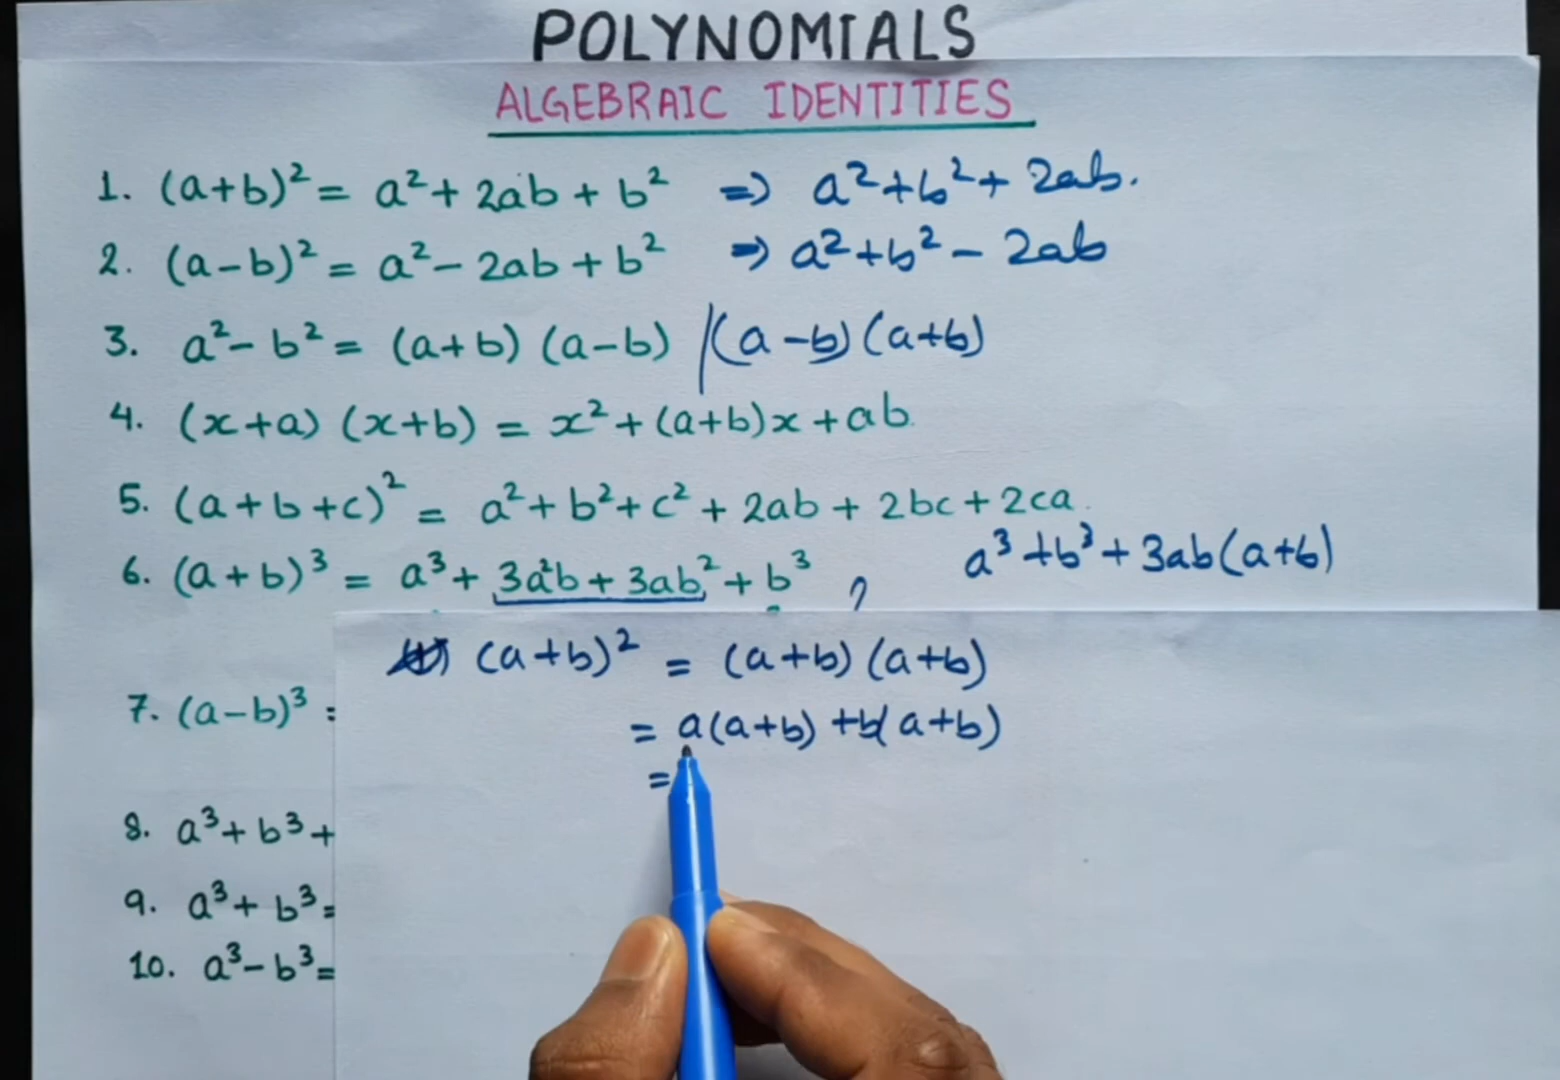 POLYNOMIALS
ALGEBRAIC IDENTITIES
1. (a+b)² = a² + 2ab + b² ⇒ a²+b²+ 2ab.
2. (a-b)² = a² - 2ab + b² ⇒ a²+b² - 2ab
3. a² - b² = (a+b) (a-b) / (a-b) (a+b)
4. (x+a) (x+b) = x² + (a+b)x + ab.
5. (a+b+c)² = a² + b² + c² + 2ab + 2bc + 2ca.
6. (a+b)³ = a³ + 3a²b + 3ab² + b³ a³+b³+3ab(a+b)
(a+b)² = (a+b) (a+b)
= a(a+b) +b(a+b)
=
7. (a-b)³ =
8. a³ + b³ +
9. a³ + b³ =
10. a³ - b³ =